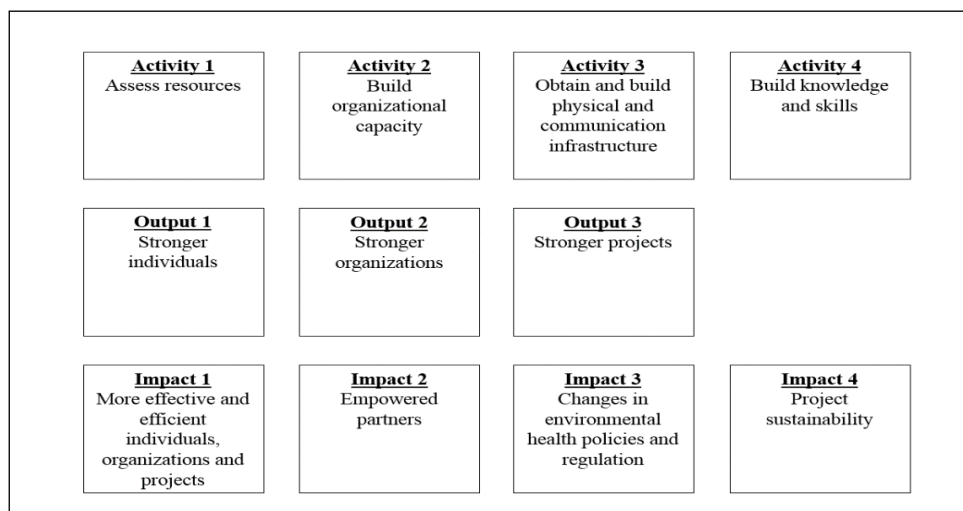 Activity 1
Assess resources
Activity 2
Build
organizational
capacity
Activity 3
Obtain and build
physical and
communication
infrastructure
Activity 4
Build knowledge
and skills
Output 1
Stronger
individuals
Output 2
Stronger
organizations
Output 3
Stronger projects
Impact 1
More effective and
efficient
individuals,
organizations and
projects
Impact 2
Empowered
partners
Impact 3
Changes in
environmental
health policies and
regulation
Impact 4
Project
sustainability